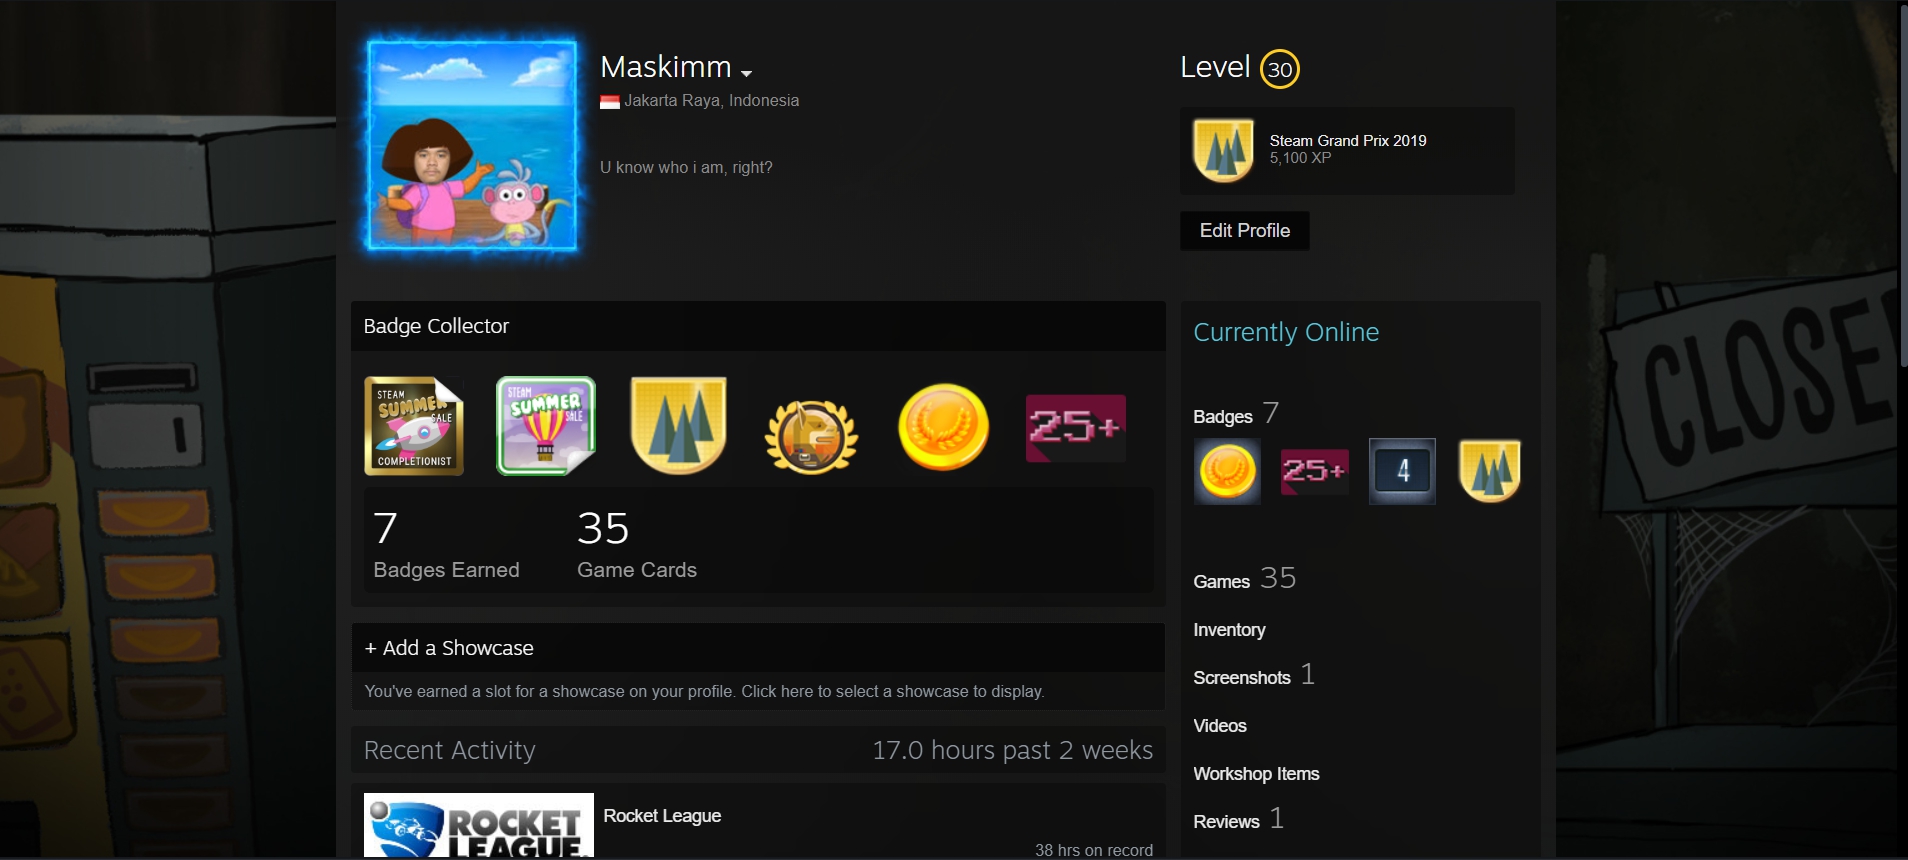 Maskimm
Jakarta Raya, Indonesia
U know who i am, right?
Level 30
Steam Grand Prix 2019
5,100 XP
Edit Profile
Badge Collector
STEAM
SUMMER
SALE
COMPLETIONIST
STEAM
SUMMER
SALE
25+
7
Badges Earned
35
Game Cards
+ Add a Showcase
You've earned a slot for a showcase on your profile. Click here to select a showcase to display.
Recent Activity
17.0 hours past 2 weeks
ROCKET
LEAGUE
Rocket League
38 hrs on record
Currently Online
Badges 7
25+
4
Games 35
Inventory
Screenshots 1
Videos
Workshop Items
Reviews 1
CLOSE